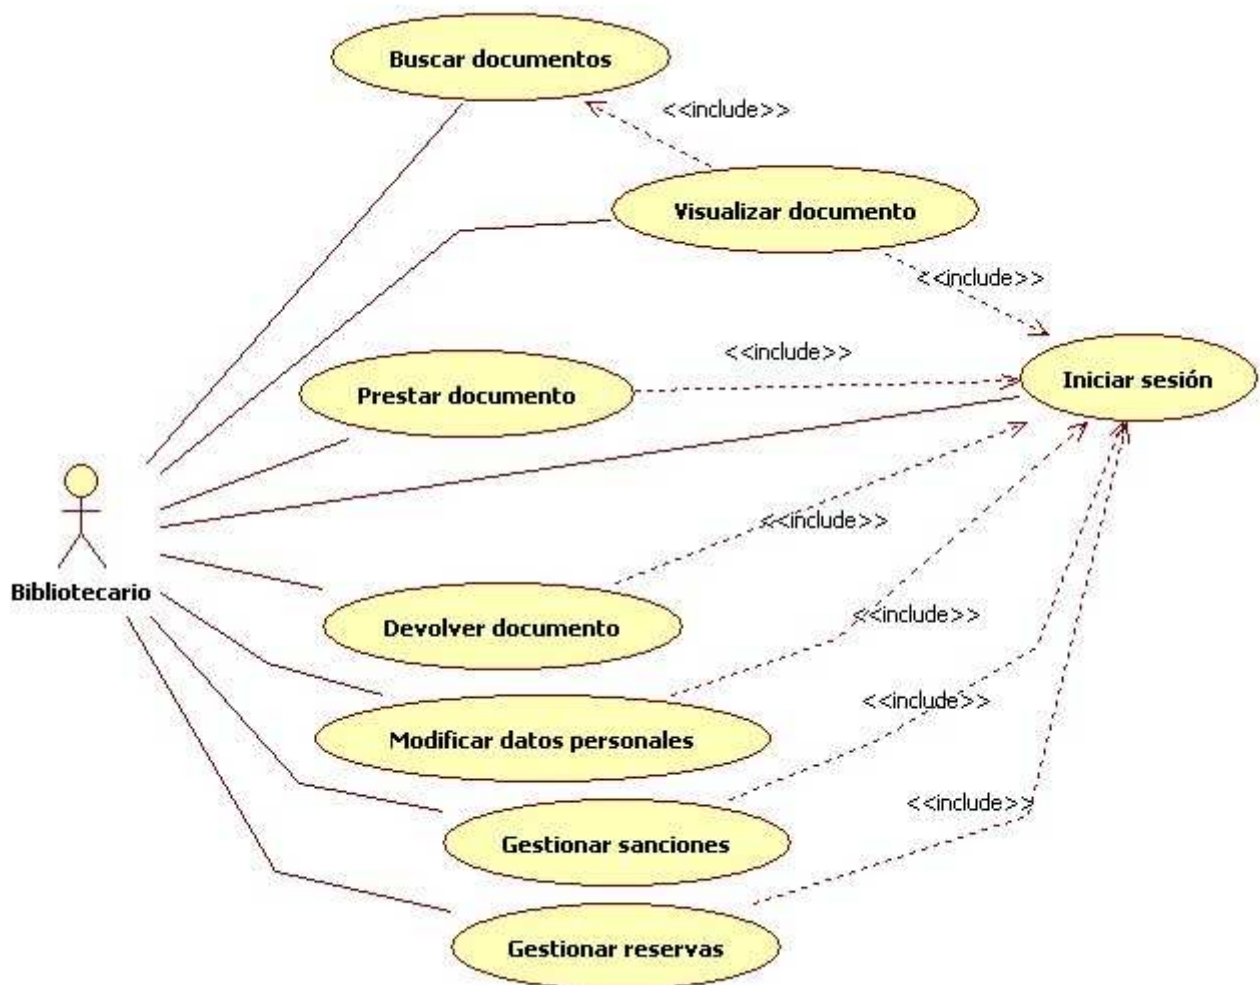 Buscar documentos
<<include>>
Visualizar documento
<<include>>
<<include>>
Iniciar sesión
Prestar documento
<<include>>
Bibliotecario
Devolver documento
<<include>>
Modificar datos personales
<<include>>
<<include>>
Gestionar sanciones
Gestionar reservas